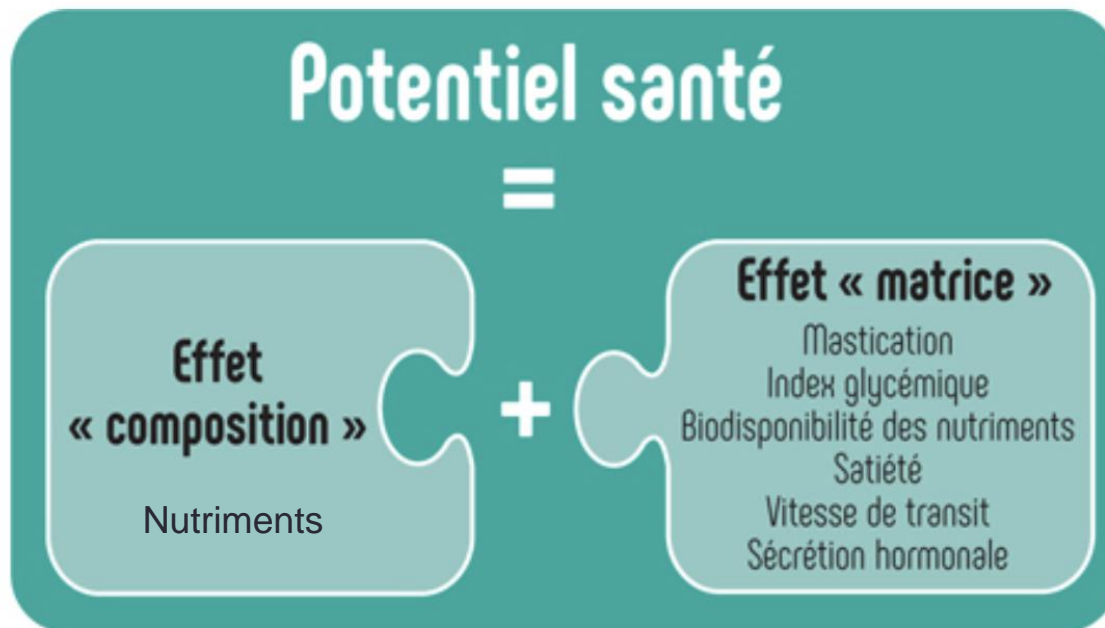 Potentiel santé
=
Effet
« composition »
Nutriments
+
Effet « matrice »
Mastication
Index glycémique
Biodisponibilité des nutriments
Satiété
Vitesse de transit
Sécrétion hormonale